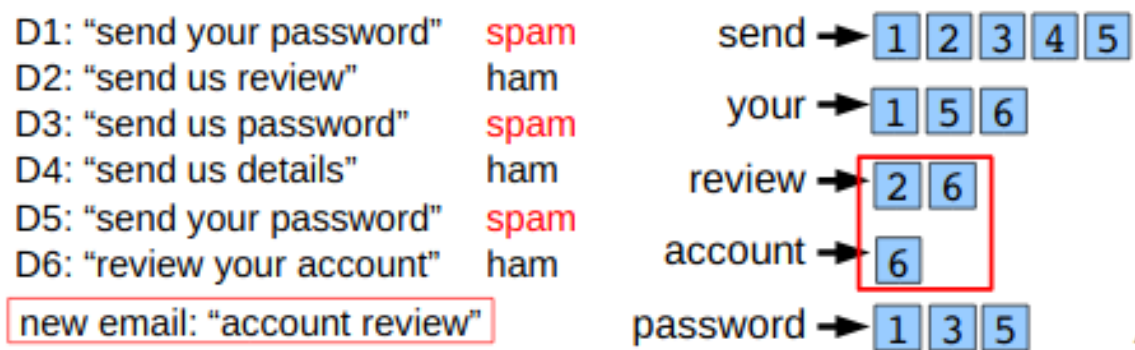 D1: “send your password” spam
D2: “send us review” ham
D3: “send us password” spam
D4: “send us details” ham
D5: “send your password” spam
D6: “review your account” ham
new email: “account review”
send 1 2 3 4 5
your 1 5 6
review 2 6
account 6
password 1 3 5